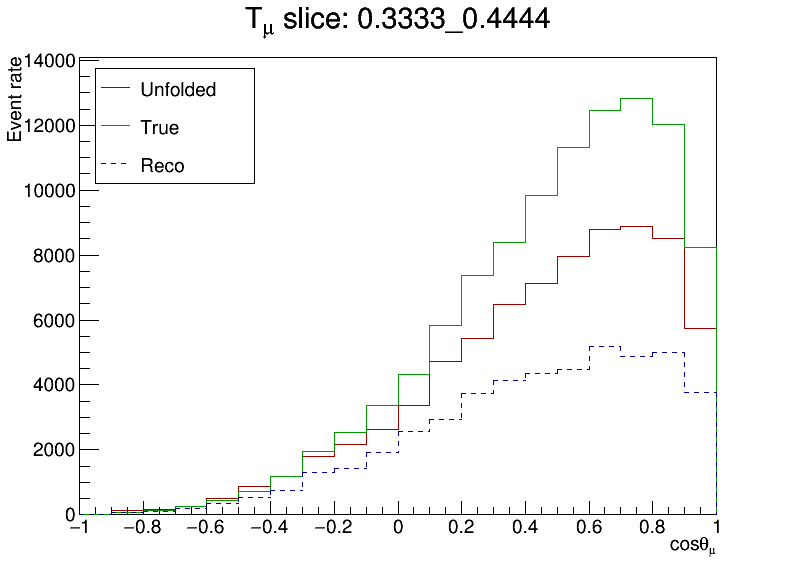 Tμ slice: 0.3333_0.4444
Event rate
14000
12000
10000
8000
6000
4000
2000
0
Unfolded
True
Reco
−1 −0.8 −0.6 −0.4 −0.2 0 0.2 0.4 0.6 0.8 1
cosθμ